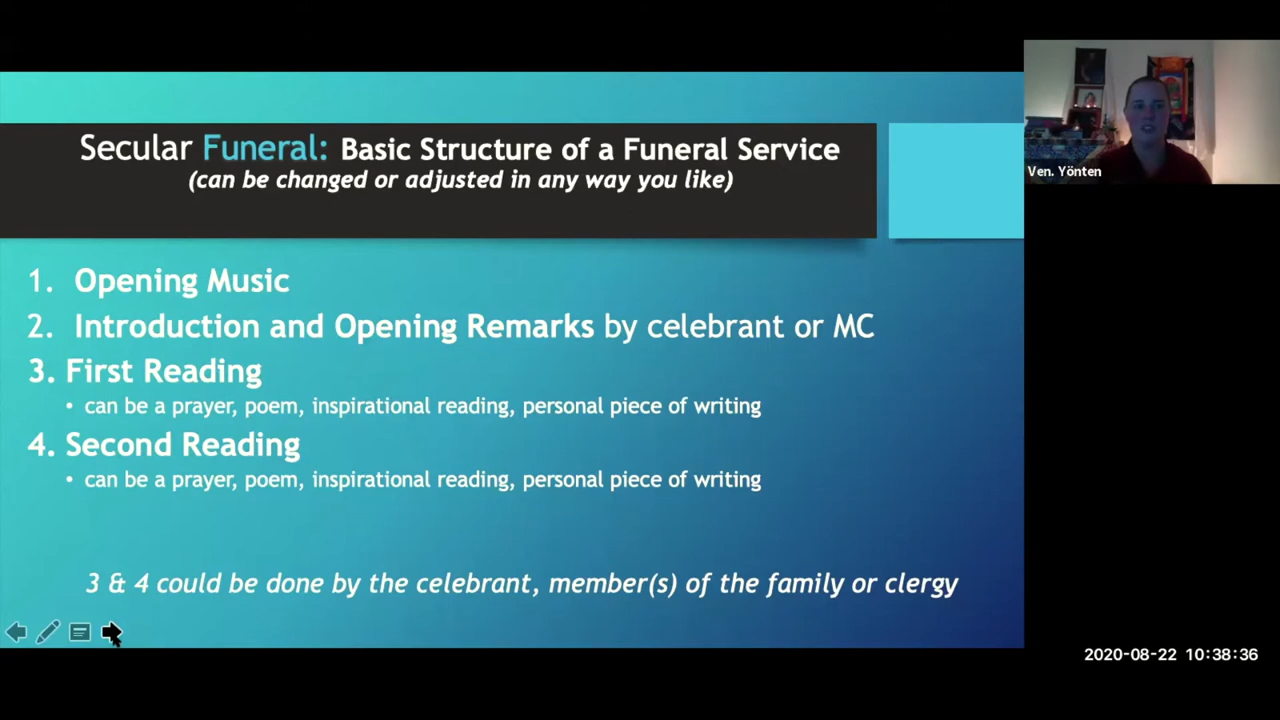 Secular Funeral: Basic Structure of a Funeral Service
(can be changed or adjusted in any way you like)
Ven. Yönten
1. Opening Music
2. Introduction and Opening Remarks by celebrant or MC
3. First Reading
• can be a prayer, poem, inspirational reading, personal piece of writing
4. Second Reading
• can be a prayer, poem, inspirational reading, personal piece of writing
3 & 4 could be done by the celebrant, member(s) of the family or clergy
2020-08-22 10:38:36